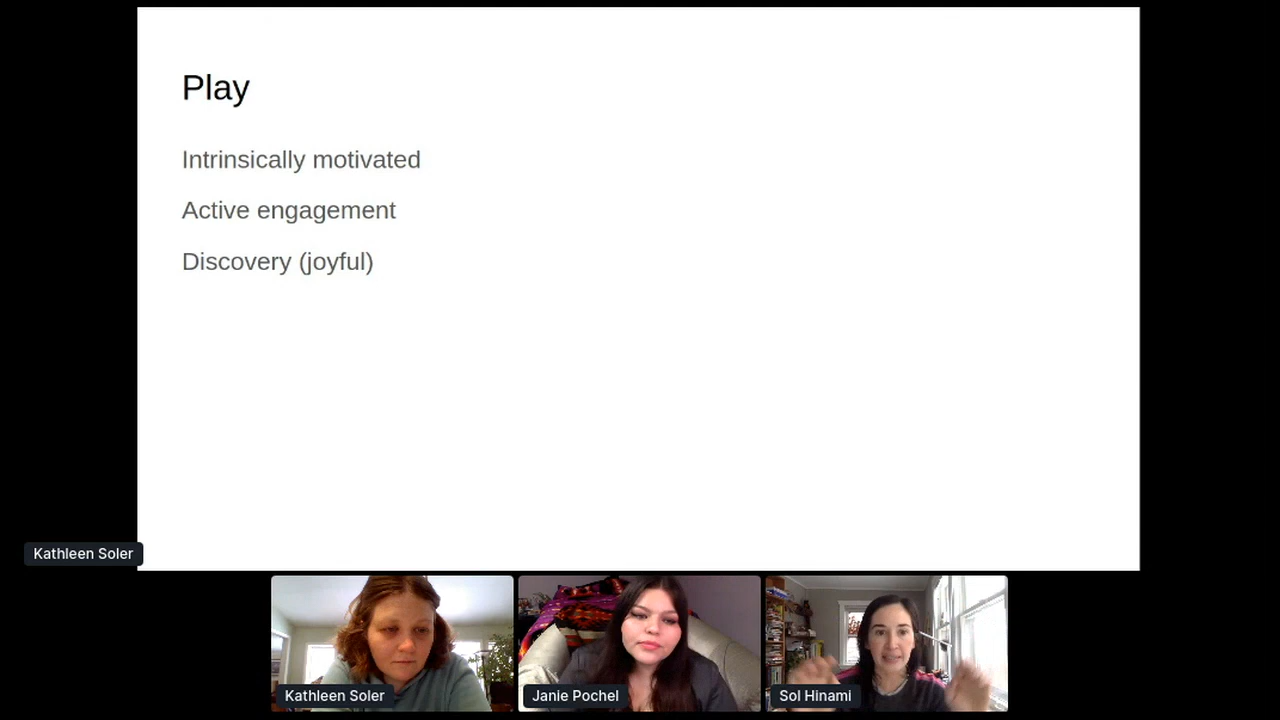 Play
Intrinsically motivated
Active engagement
Discovery (joyful)
Kathleen Soler
Kathleen Soler
Janie Pochel
Sol Hinami